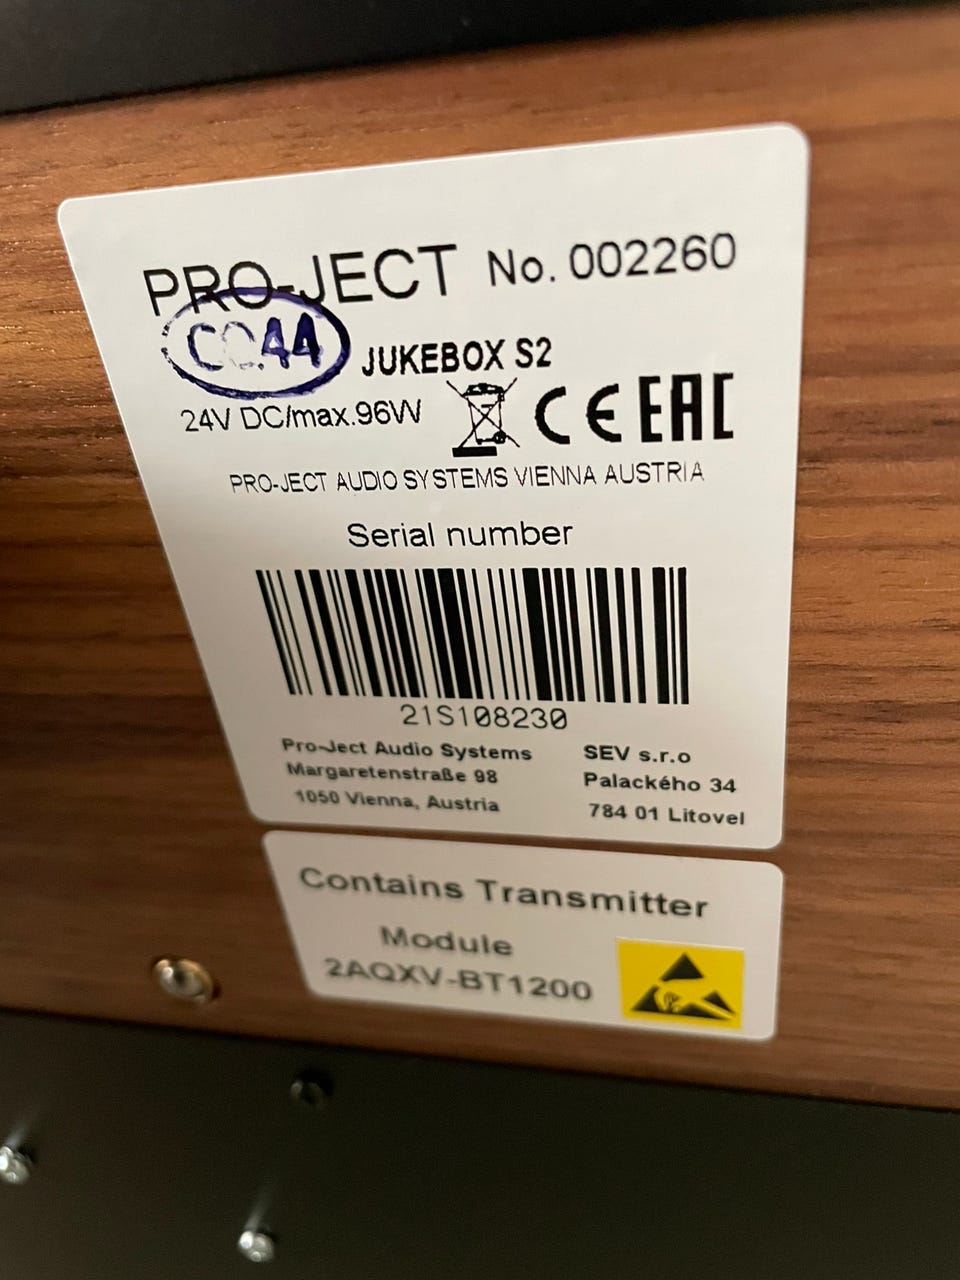 PRO-JECT No. 002260
JUKEBOX S2
24V DC/max.96W CE EAC
PRO-JECT AUDIO SYSTEMS VIENNA AUSTRIA
Serial number
21S108230
Pro-Ject Audio Systems SEV s.r.o
Margaretenstraße 98 Palackého 34
1050 Vienna, Austria 784 01 Litovel
Contains Transmitter
Module
2AQXV-BT1200